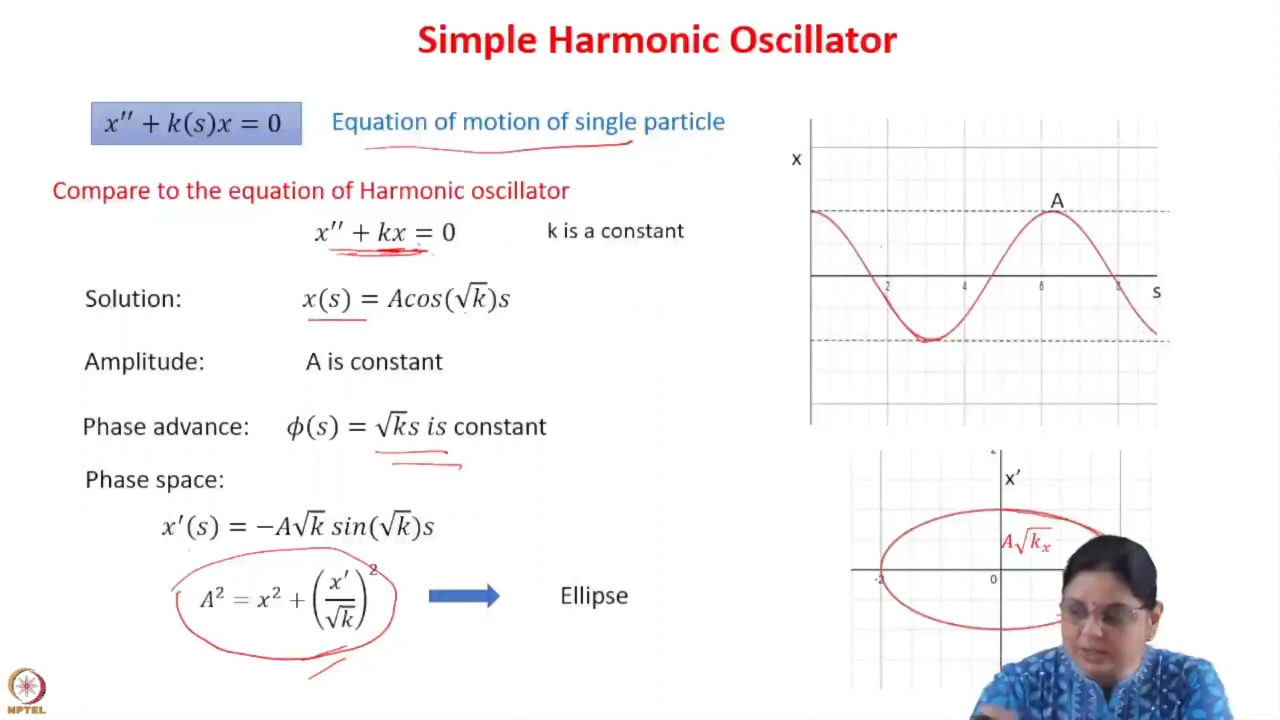 Simple Harmonic Oscillator
x′′ + k(s)x = 0
Equation of motion of single particle
Compare to the equation of Harmonic oscillator
x′′ + kx = 0
k is a constant
Solution:
x(s) = Acos(√k)s
Amplitude:
A is constant
Phase advance:
ϕ(s) = √ks is constant
Phase space:
x′(s) = −A√k sin(√k)s
A² = x² + (x′/√k)²
Ellipse
x
A
2
4
6
8
s
2
x'
A√kₓ
-2
0
NPTEL